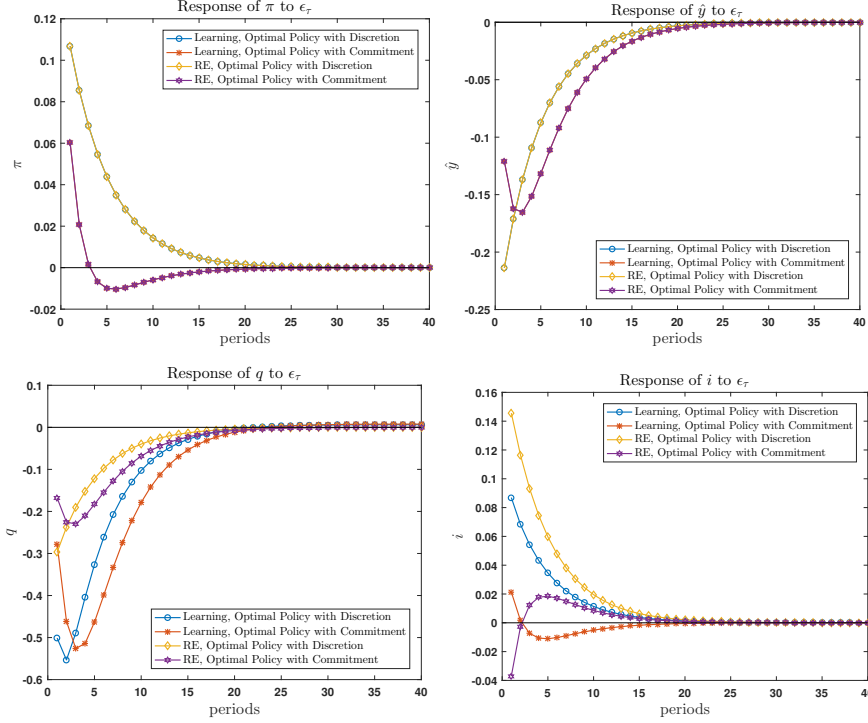 Response of π to ϵτ
0.12
0.1
0.08
0.06
0.04
0.02
0
-0.02
π
Learning, Optimal Policy with Discretion
Learning, Optimal Policy with Commitment
RE, Optimal Policy with Discretion
RE, Optimal Policy with Commitment
0 5 10 15 20 25 30 35 40
periods
Response of ŷ to ϵτ
0
-0.05
-0.1
-0.15
-0.2
-0.25
ŷ
Learning, Optimal Policy with Discretion
Learning, Optimal Policy with Commitment
RE, Optimal Policy with Discretion
RE, Optimal Policy with Commitment
0 5 10 15 20 25 30 35 40
periods
Response of q to ϵτ
0.1
0
-0.1
-0.2
-0.3
-0.4
-0.5
-0.6
q
Learning, Optimal Policy with Discretion
Learning, Optimal Policy with Commitment
RE, Optimal Policy with Discretion
RE, Optimal Policy with Commitment
0 5 10 15 20 25 30 35 40
periods
Response of i to ϵτ
0.16
0.14
0.12
0.1
0.08
0.06
0.04
0.02
0
-0.02
-0.04
i
Learning, Optimal Policy with Discretion
Learning, Optimal Policy with Commitment
RE, Optimal Policy with Discretion
RE, Optimal Policy with Commitment
0 5 10 15 20 25 30 35 40
periods